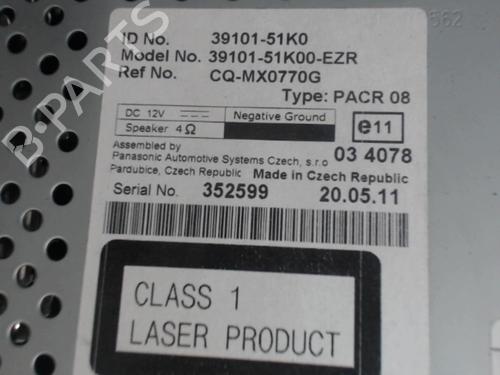 562
ID No. 39101-51K0
Model No. 39101-51K00-EZR
Ref No. CQ-MX0770G
Type: PACR 08
DC 12V Negative Ground
Speaker 4Ω
e11
Assembled by
Panasonic Automotive Systems Czech, s.r.o 03 4078
Pardubice, Czech Republic Made in Czech Republic
Serial No. 352599 20.05.11
CLASS 1
LASER PRODUCT
B-PARTS